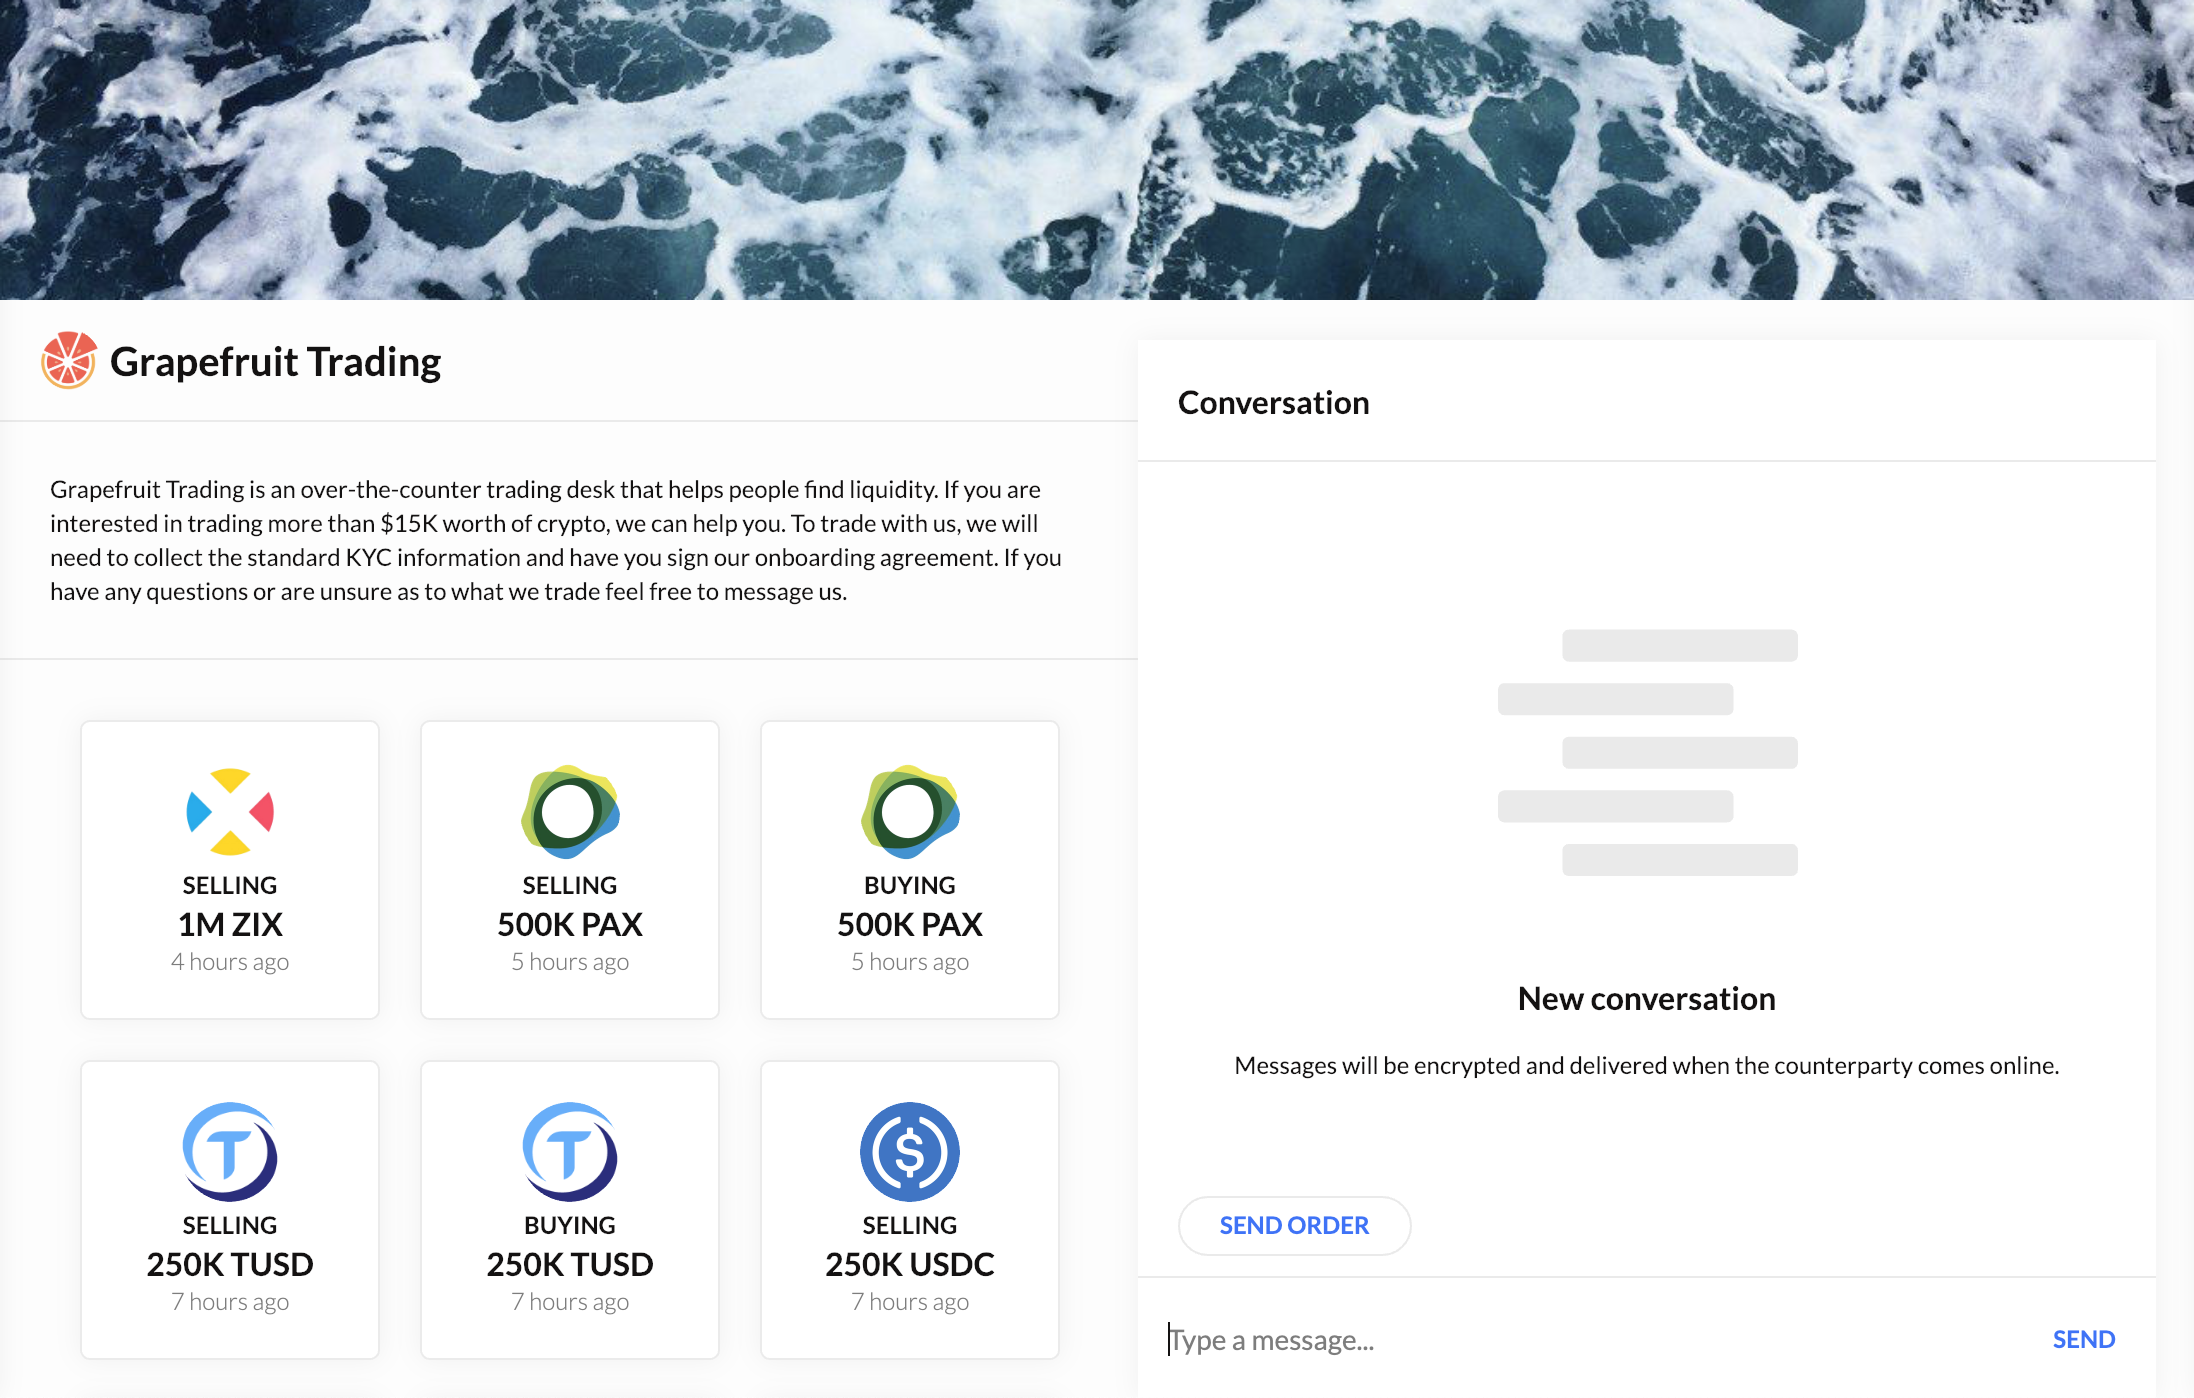 Grapefruit Trading
Grapefruit Trading is an over-the-counter trading desk that helps people find liquidity. If you are
interested in trading more than $15K worth of crypto, we can help you. To trade with us, we will
need to collect the standard KYC information and have you sign our onboarding agreement. If you
have any questions or are unsure as to what we trade feel free to message us.
SELLING
1M ZIX
4 hours ago
SELLING
500K PAX
5 hours ago
BUYING
500K PAX
5 hours ago
SELLING
250K TUSD
7 hours ago
BUYING
250K TUSD
7 hours ago
SELLING
250K USDC
7 hours ago
Conversation
New conversation
Messages will be encrypted and delivered when the counterparty comes online.
SEND ORDER
Type a message...
SEND